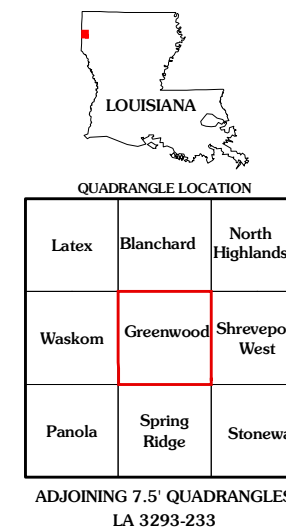 LOUISIANA
QUADRANGLE LOCATION
Latex
Blanchard
North
Highlands
Waskom
Greenwood
Shrevepo
West
Panola
Spring
Ridge
Stonewa
ADJOINING 7.5' QUADRANGLES
LA 3293-233